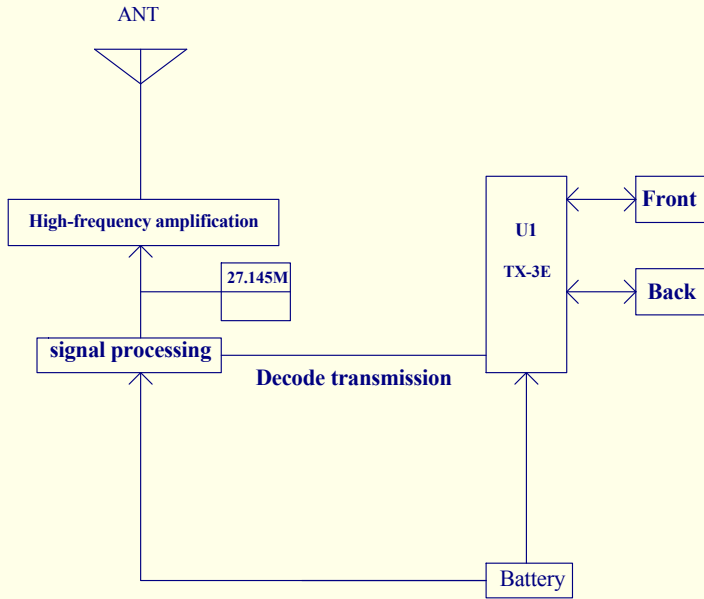 ANT
High-frequency amplification
27.145M
signal processing
Decode transmission
U1
TX-3E
Front
Back
Battery